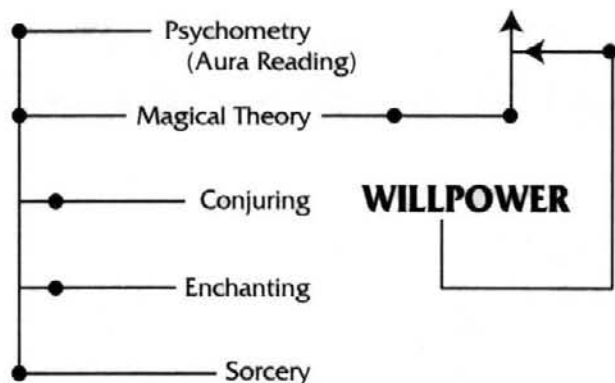 Psychometry
(Aura Reading)
Magical Theory
Conjuring
WILLPOWER
Enchanting
Sorcery